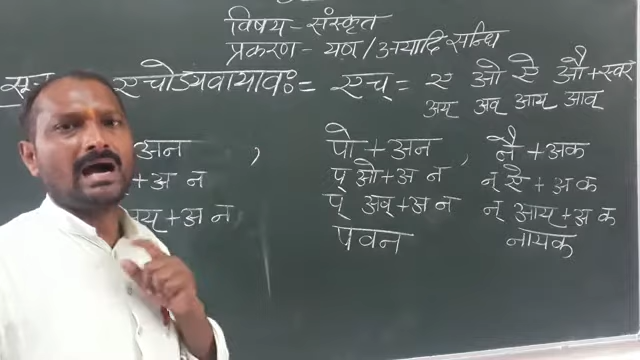 विषय-संस्कृत
प्रकरण- यण/अयादि सन्धि
सूत्र एचोऽयवायावः= एच्= ए ओ ऐ औ+स्वर
अय् अव् आय् आव्
अन , पो+अन , नै+अक
+अ न प् ओ+अ न न् ऐ+अ क
अय्+अ न प् अव्+अ न न् आय्+अ क
पवन नायक